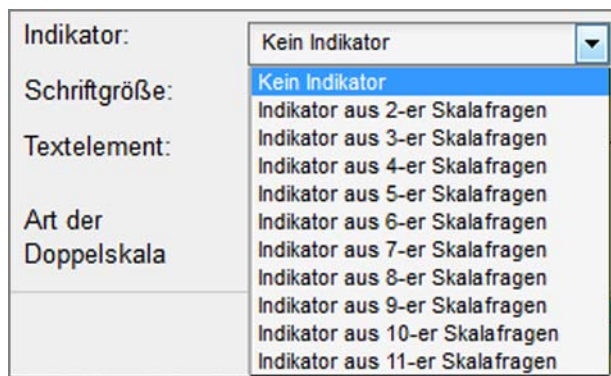 Indikator:
Kein Indikator
Kein Indikator
Schriftgröße:
Indikator aus 2-er Skalafragen
Indikator aus 3-er Skalafragen
Textelement:
Indikator aus 4-er Skalafragen
Indikator aus 5-er Skalafragen
Indikator aus 6-er Skalafragen
Art der
Indikator aus 7-er Skalafragen
Doppelskala
Indikator aus 8-er Skalafragen
Indikator aus 9-er Skalafragen
Indikator aus 10-er Skalafragen
Indikator aus 11-er Skalafragen